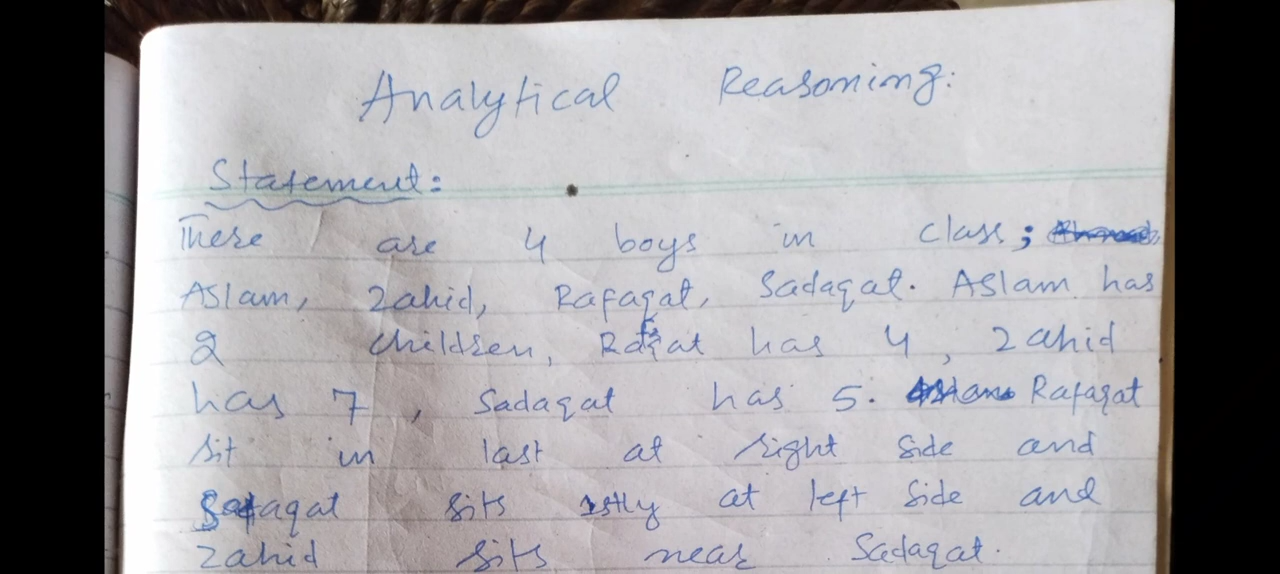 Analytical Reasoning:
Statement:
There are 4 boys in class;
Aslam, Zahid, Rafaqat, Sadaqat. Aslam has
2 children, has 4, Zahid
has 7, Sadaqat has 5. Rafaqat
sit in last at right side and
sits 1stly at left side and
Zahid sits near Sadaqat.